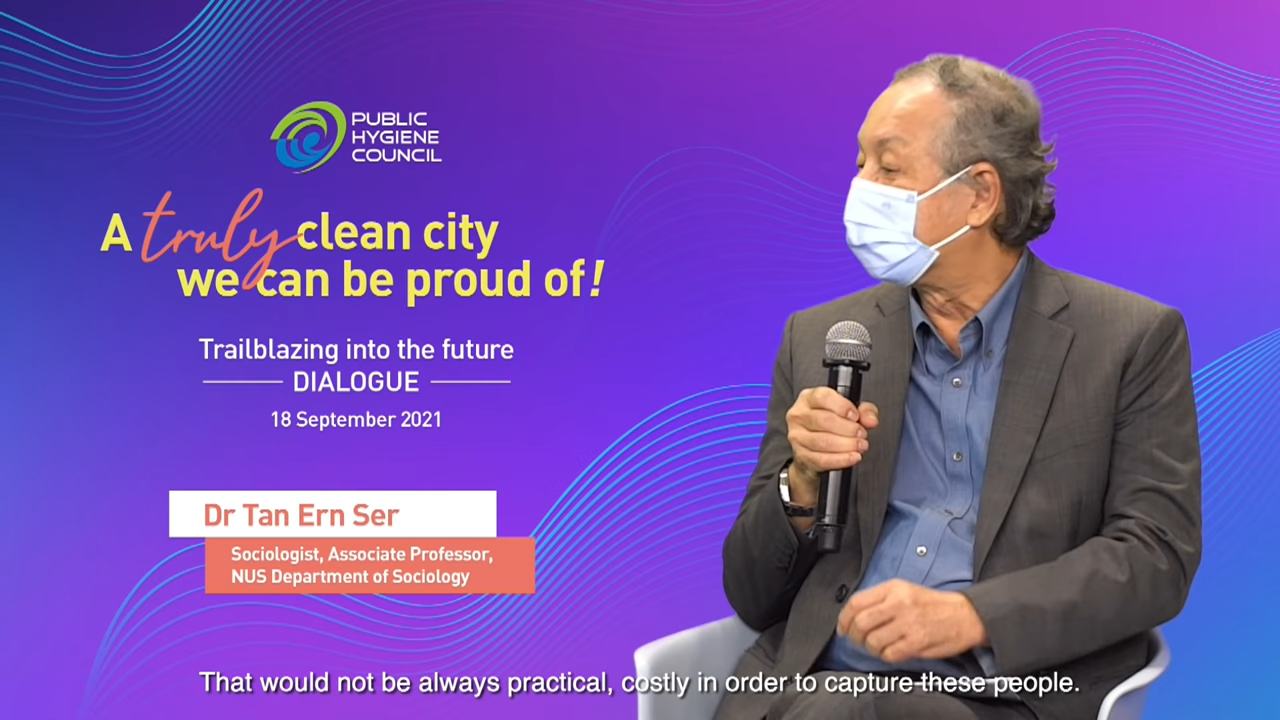 PUBLIC
HYGIENE
COUNCIL
A truly clean city
we can be proud of!
Trailblazing into the future
DIALOGUE
18 September 2021
Dr Tan Ern Ser
Sociologist, Associate Professor,
NUS Department of Sociology
That would not be always practical, costly in order to capture these people.